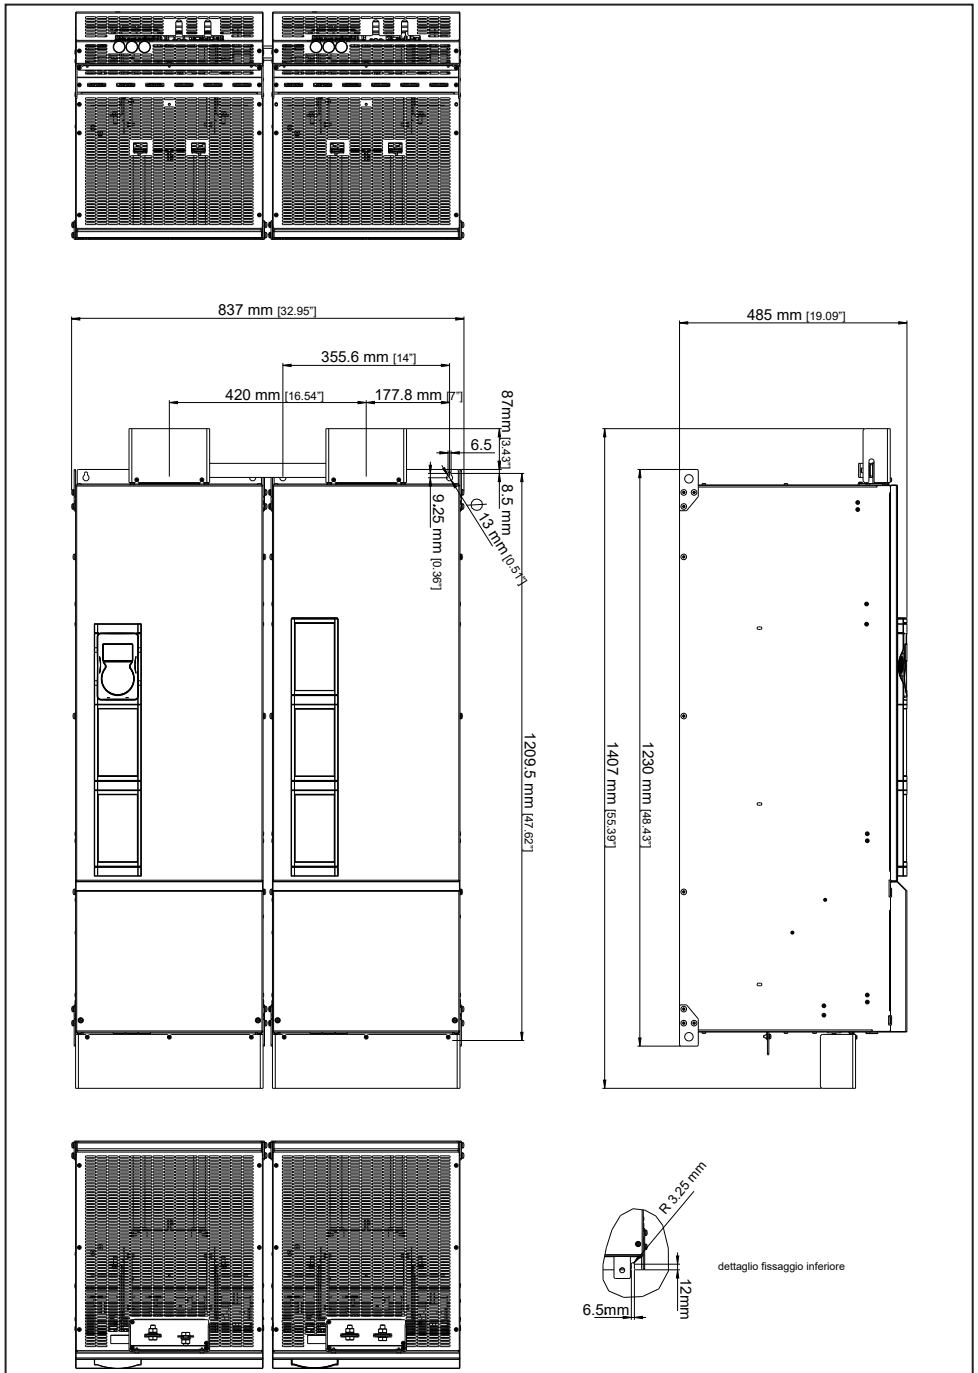 837 mm [32.95"]
485 mm [19.09"]
355.6 mm [14"]
420 mm [16.54"]
177.8 mm [7"]
87mm [3.43"]
6.5
8.5 mm
9.25 mm [0.36"]
∅ 13 mm [0.51"]
1209.5 mm [47.62"]
1407 mm [55.39"]
1230 mm [48.43"]
R 3.25 mm
dettaglio fissaggio inferiore
12mm
6.5mm